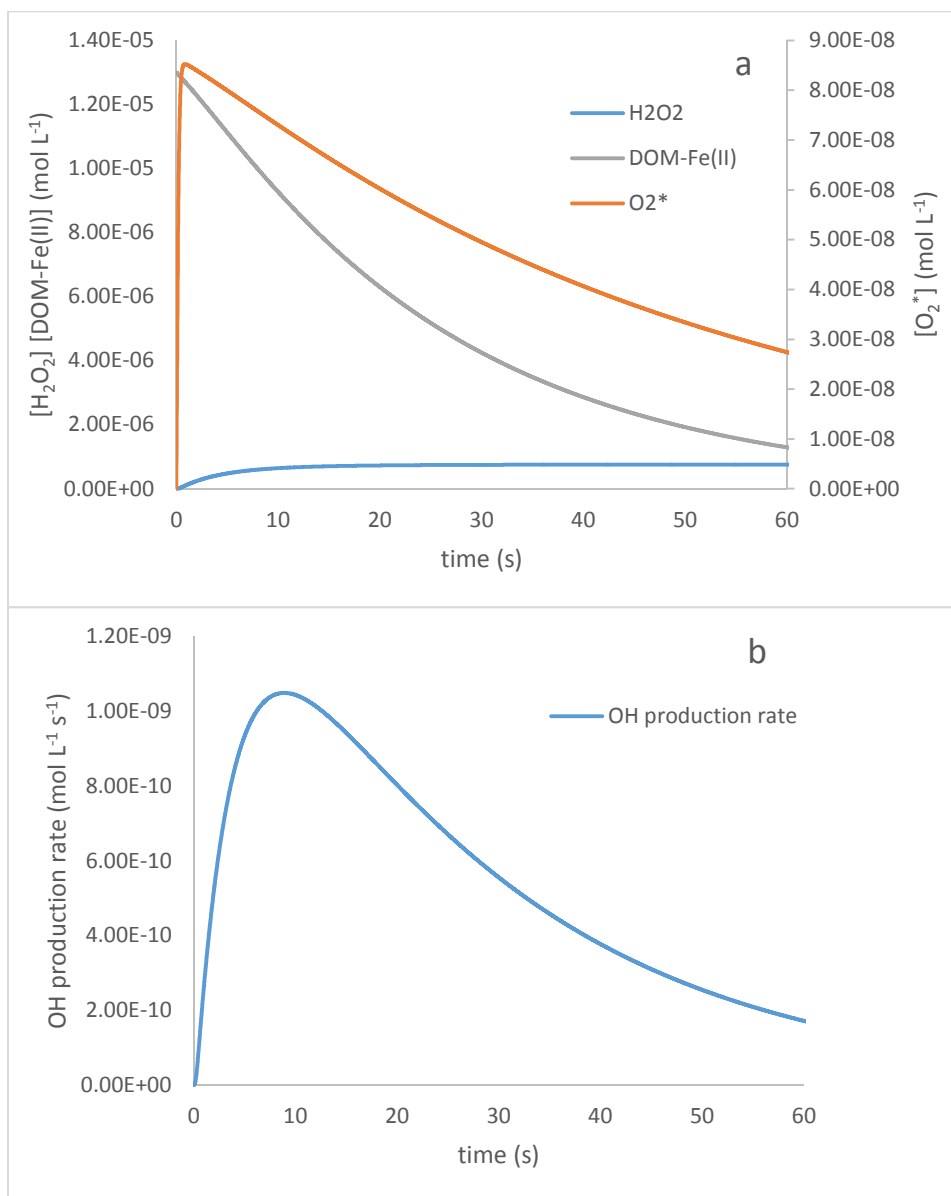 a
1.40E-05
1.20E-05
1.00E-05
8.00E-06
6.00E-06
4.00E-06
2.00E-06
0.00E+00
[H2O2] [DOM-Fe(II)] (mol L-1)
H2O2
DOM-Fe(II)
O2*
9.00E-08
8.00E-08
7.00E-08
6.00E-08
5.00E-08
4.00E-08
3.00E-08
2.00E-08
1.00E-08
0.00E+00
[O2*] (mol L-1)
0 10 20 30 40 50 60
time (s)
b
1.20E-09
1.00E-09
8.00E-10
6.00E-10
4.00E-10
2.00E-10
0.00E+00
OH production rate (mol L-1 s-1)
OH production rate
0 10 20 30 40 50 60
time (s)